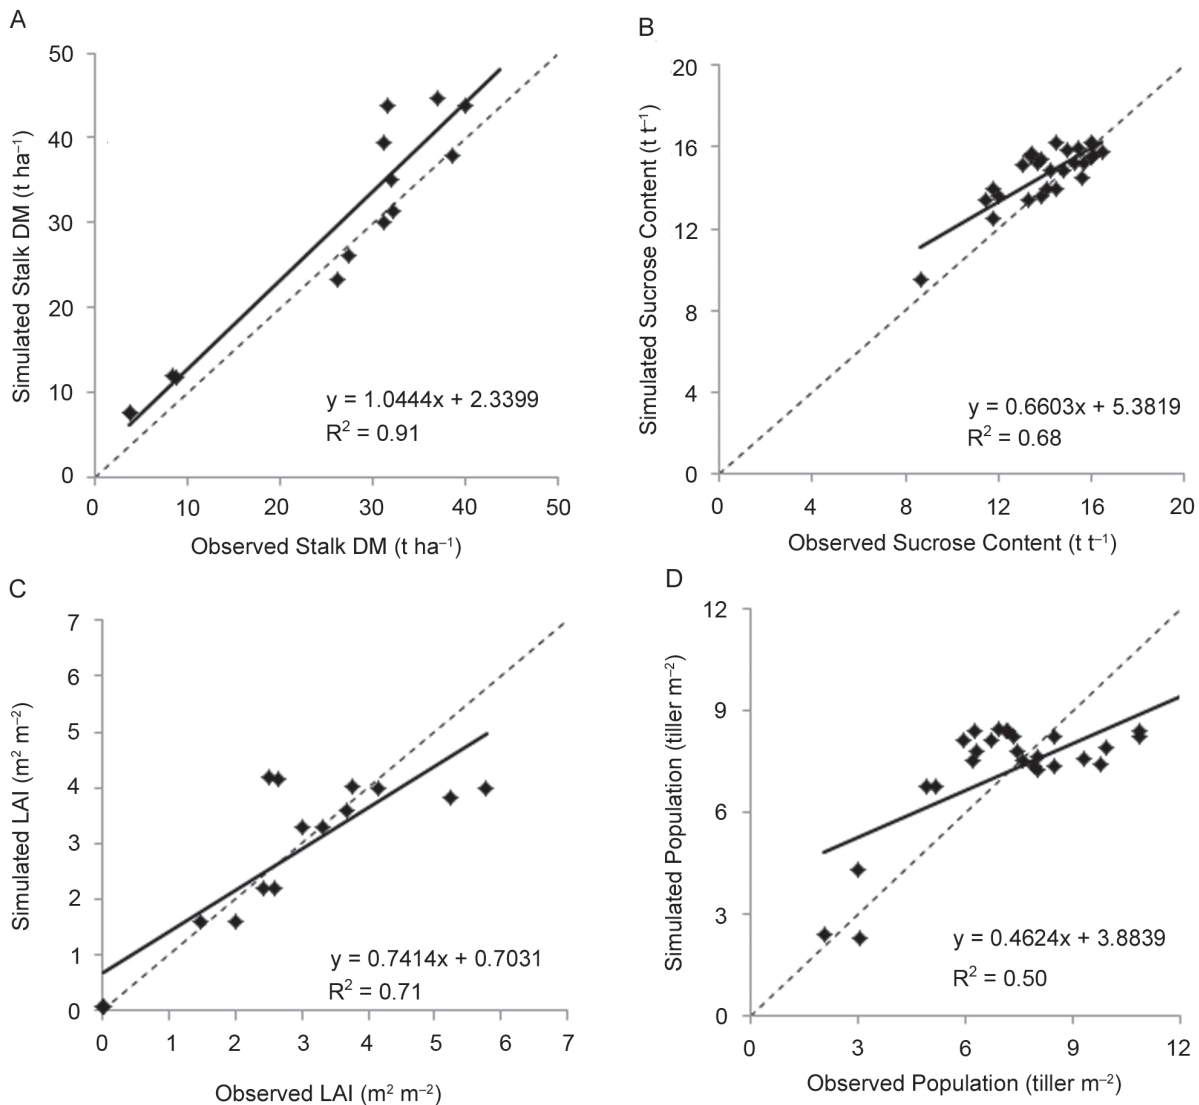 A
50
40
30
20
10
0
0 10 20 30 40 50
Simulated Stalk DM (t ha⁻¹)
y = 1.0444x + 2.3399
R² = 0.91
Observed Stalk DM (t ha⁻¹)
B
20
16
12
8
4
0
0 4 8 12 16 20
Simulated Sucrose Content (t t⁻¹)
y = 0.6603x + 5.3819
R² = 0.68
Observed Sucrose Content (t t⁻¹)
C
7
6
5
4
3
2
1
0
0 1 2 3 4 5 6 7
Simulated LAI (m² m⁻²)
y = 0.7414x + 0.7031
R² = 0.71
Observed LAI (m² m⁻²)
D
12
9
6
3
0
0 3 6 9 12
Simulated Population (tiller m⁻²)
y = 0.4624x + 3.8839
R² = 0.50
Observed Population (tiller m⁻²)